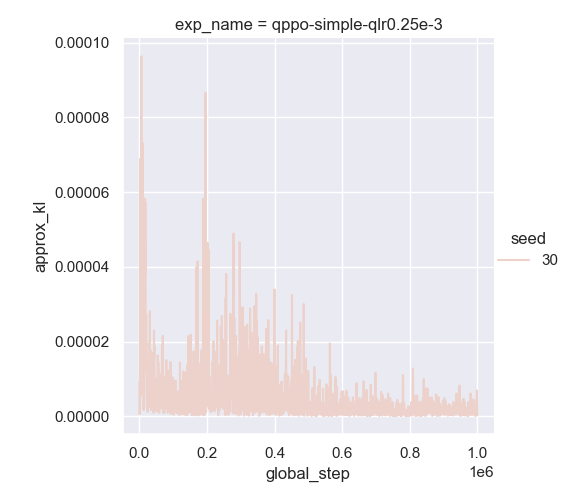 exp_name = qppo-simple-qlr0.25e-3
0.00010
0.00008
0.00006
0.00004
0.00002
0.00000
approx_kl
seed
30
0.0 0.2 0.4 0.6 0.8 1.0
global_step
1e6